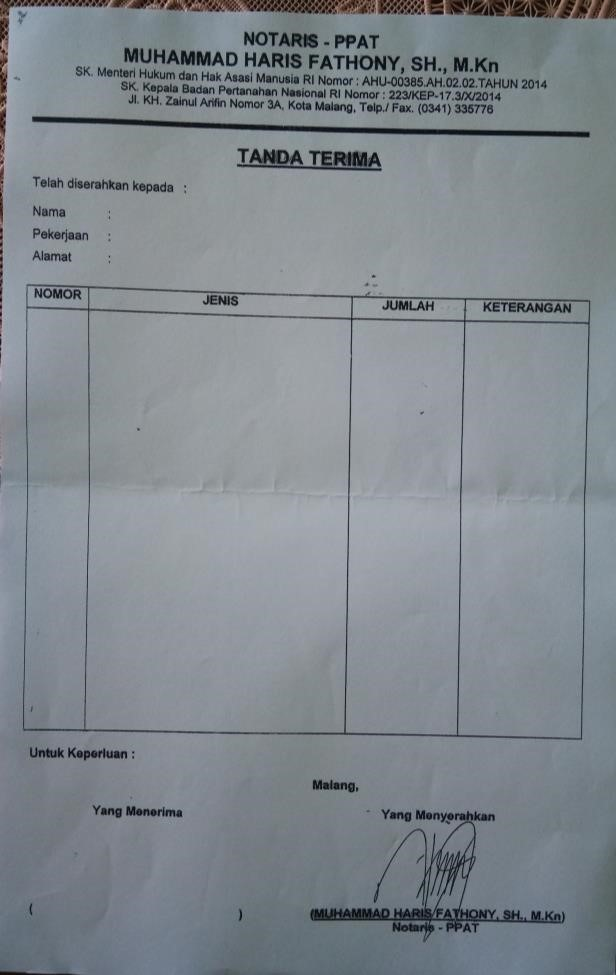 NOTARIS - PPAT
MUHAMMAD HARIS FATHONY, SH., M.Kn
SK. Menteri Hukum dan Hak Asasi Manusia RI Nomor : AHU-00385.AH.02.02.TAHUN 2014
SK. Kepala Badan Pertanahan Nasional RI Nomor : 223/KEP-17.3/X/2014
Jl. KH. Zainul Arifin Nomor 3A, Kota Malang, Telp./ Fax. (0341) 335776
TANDA TERIMA
Telah diserahkan kepada :
Nama :
Pekerjaan :
Alamat :
NOMOR JENIS JUMLAH KETERANGAN
Untuk Keperluan :
Malang,
Yang Menerima Yang Menyerahkan
( ) (MUHAMMAD HARIS FATHONY, SH., M.Kn)
Notaris - PPAT